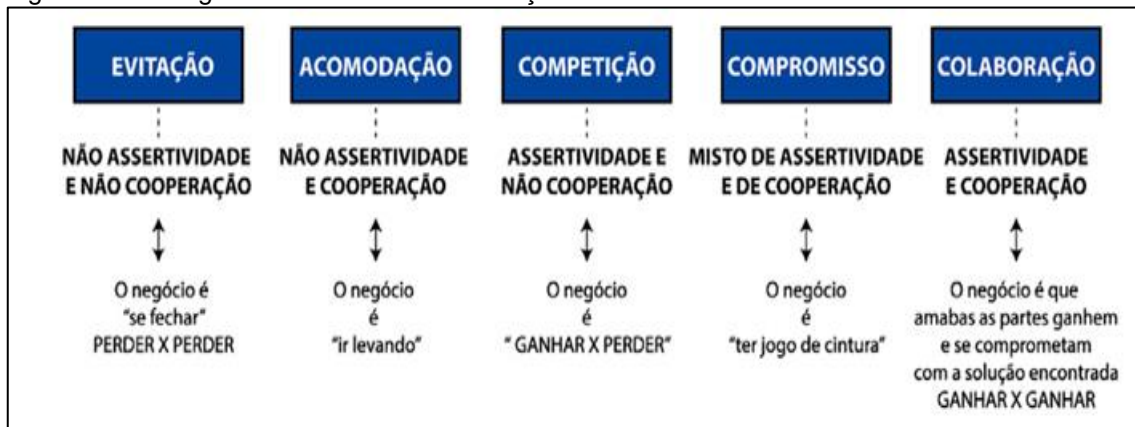 EVITAÇÃO
NÃO ASSERTIVIDADE
E NÃO COOPERAÇÃO
O negócio é
"se fechar"
PERDER X PERDER
ACOMODAÇÃO
NÃO ASSERTIVIDADE
E COOPERAÇÃO
O negócio
é
"ir levando"
COMPETIÇÃO
ASSERTIVIDADE E
NÃO COOPERAÇÃO
O negócio
é
" GANHAR X PERDER"
COMPROMISSO
MISTO DE ASSERTIVIDADE
E DE COOPERAÇÃO
O negócio
é
"ter jogo de cintura"
COLABORAÇÃO
ASSERTIVIDADE
E COOPERAÇÃO
O negócio é que
amabas as partes ganhem
e se comprometam
com a solução encontrada
GANHAR X GANHAR